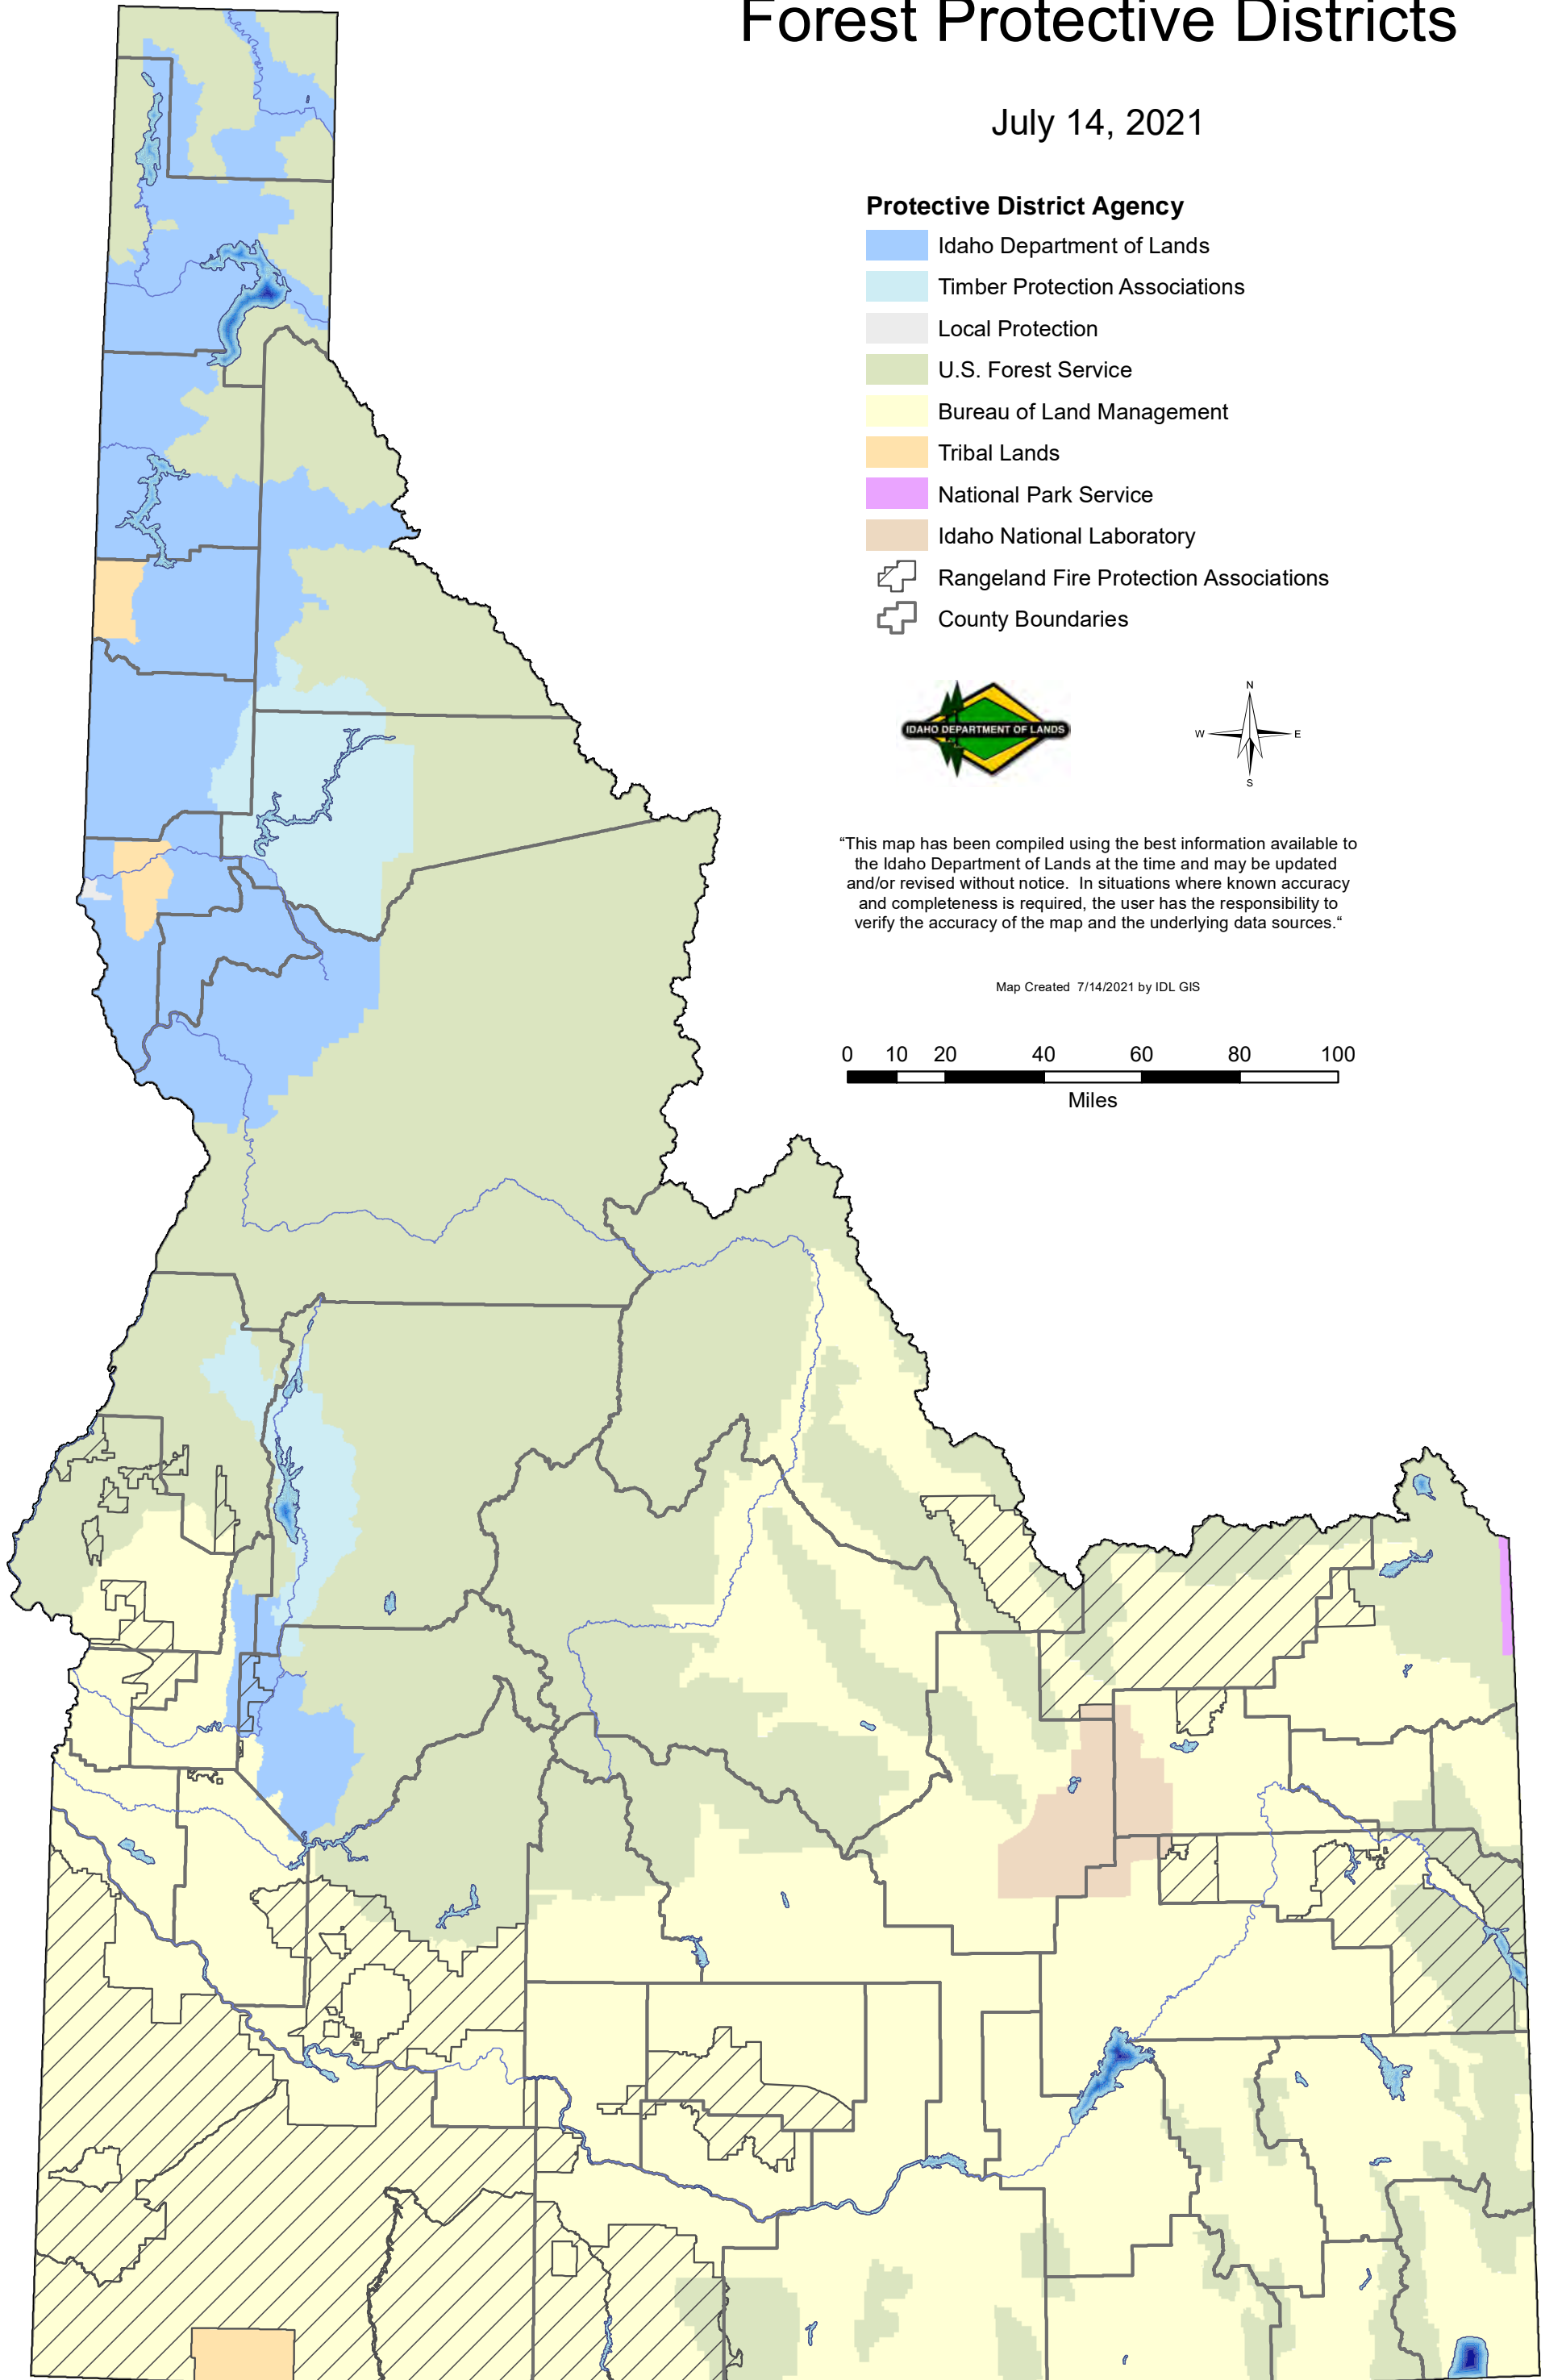 Forest Protective Districts
July 14, 2021
Protective District Agency
Idaho Department of Lands
Timber Protection Associations
Local Protection
U.S. Forest Service
Bureau of Land Management
Tribal Lands
National Park Service
Idaho National Laboratory
Rangeland Fire Protection Associations
County Boundaries
IDAHO DEPARTMENT OF LANDS
N
W E
S
“This map has been compiled using the best information available to
the Idaho Department of Lands at the time and may be updated
and/or revised without notice.  In situations where known accuracy
and completeness is required, the user has the responsibility to
verify the accuracy of the map and the underlying data sources.“
Map Created  7/14/2021 by IDL GIS
0 10 20 40 60 80 100
Miles